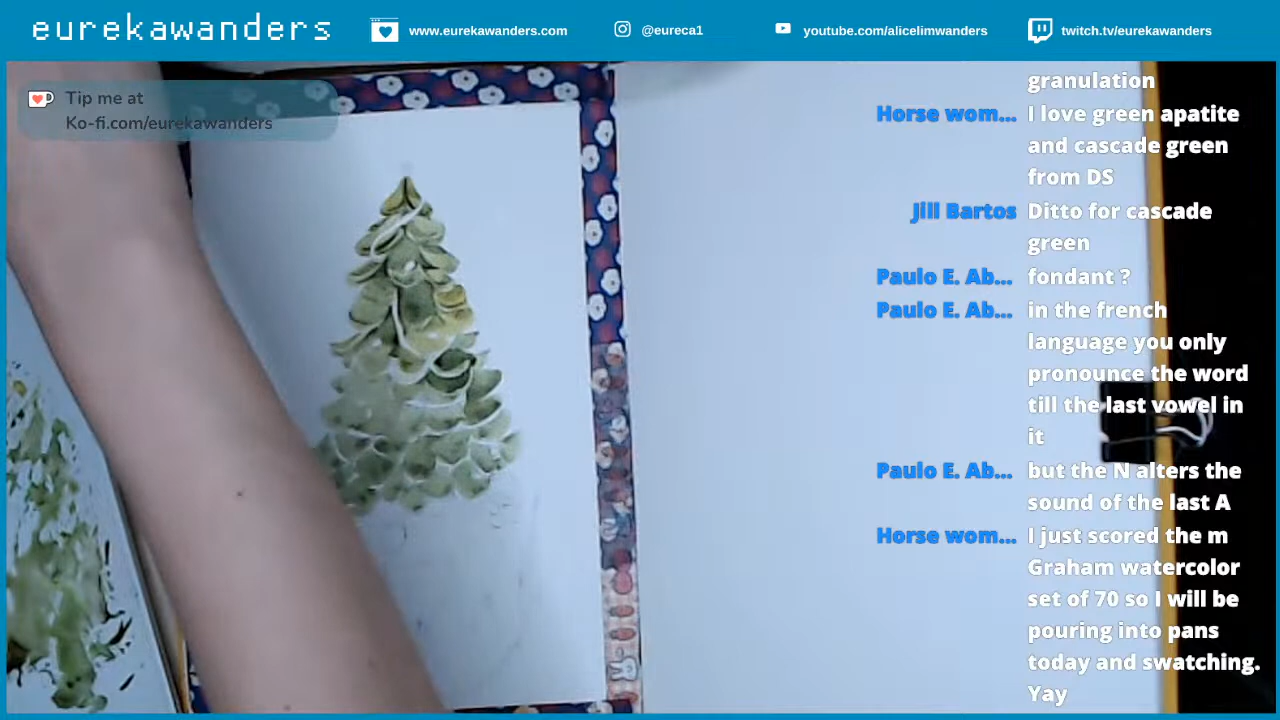 eurekawanders
www.eurekawanders.com
@eureca1
youtube.com/alicelimwanders
twitch.tv/eurekawanders
Tip me at
Ko-fi.com/eurekawanders
granulation
Horse wom... I love green apatite
and cascade green
from DS
Jill Bartos Ditto for cascade
green
Paulo E. Ab... fondant ?
Paulo E. Ab... in the french
language you only
pronounce the word
till the last vowel in
it
Paulo E. Ab... but the N alters the
sound of the last A
Horse wom... I just scored the m
Graham watercolor
set of 70 so I will be
pouring into pans
today and swatching.
Yay